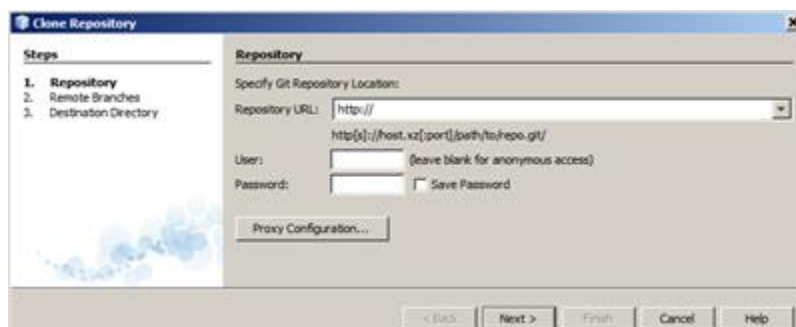 Clone Repository
Steps
1. Repository
2. Remote Branches
3. Destination Directory
Repository
Specify Git Repository Location:
Repository URL: http://
http[s]://host.xz[:port]/path/to/repo.git/
User: (leave blank for anonymous access)
Password: Save Password
Proxy Configuration...
< Back Next > Finish Cancel Help